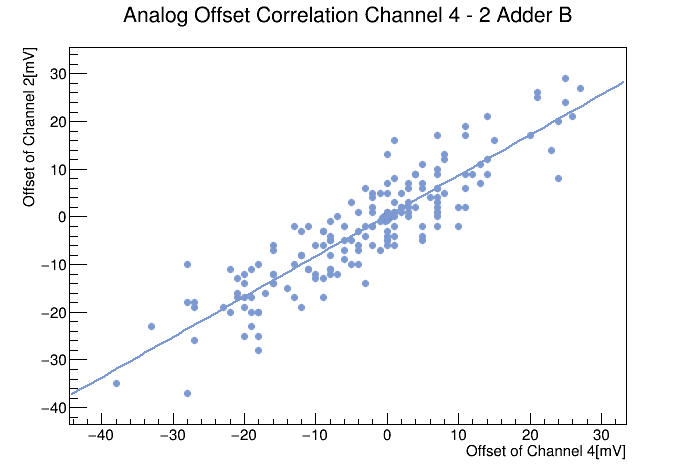 Analog Offset Correlation Channel 4 - 2 Adder B
Offset of Channel 2[mV]
30
20
10
0
−10
−20
−30
−40
−40 −30 −20 −10 0 10 20 30
Offset of Channel 4[mV]